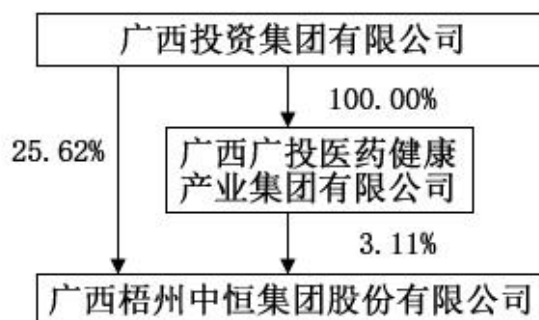 广西投资集团有限公司
100.00%
25.62%
广西广投医药健康
产业集团有限公司
3.11%
广西梧州中恒集团股份有限公司